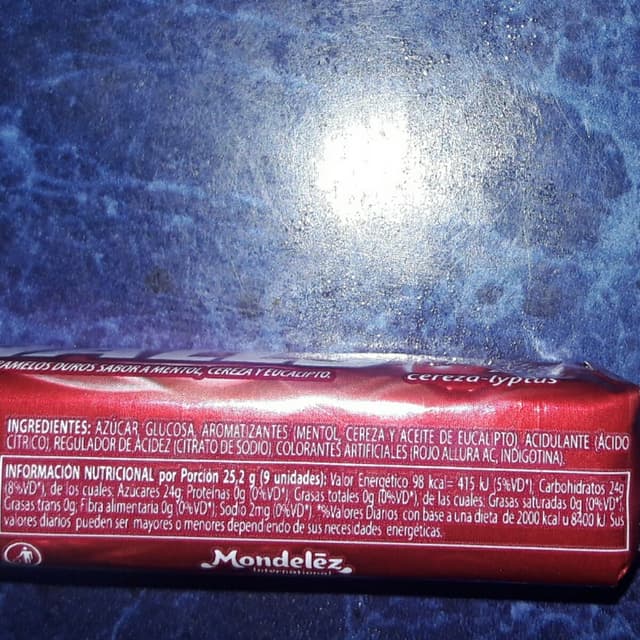 CARAMELOS DUROS SABOR A MENTOL, CEREZA Y EUCALIPTO.
cereza-lyptus
INGREDIENTES: AZÚCAR, GLUCOSA, AROMATIZANTES (MENTOL, CEREZA Y ACEITE DE EUCALIPTO), ACIDULANTE (ÁCIDO
CÍTRICO), REGULADOR DE ACIDEZ (CITRATO DE SODIO), COLORANTES ARTIFICIALES (ROJO ALLURA AC, INDIGOTINA).
INFORMACIÓN NUTRICIONAL por Porción 25,2 g (9 unidades): Valor Energético 98 kcal= 415 kJ (5%VD*), Carbohidratos 24g
(8%VD*), de los cuales: Azúcares 24g, Proteínas 0g (0%VD*), Grasas totales 0g (0%VD*), de las cuales: Grasas saturadas 0g (0%VD*),
Grasas trans 0g; Fibra alimentaria 0g (0%VD*); Sodio 2mg (0%VD*). *%Valores Diarios con base a una dieta de 2000 kcal u 8400 kJ. Sus
valores diarios pueden ser mayores o menores dependiendo de sus necesidades energéticas.
Mondelēz
International